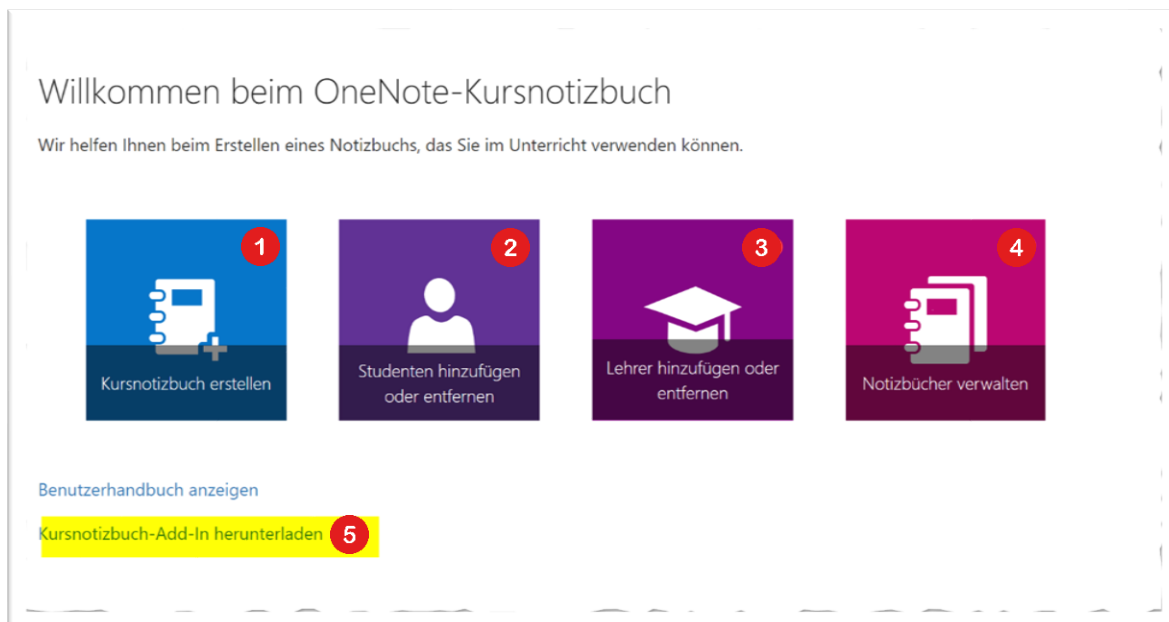 Willkommen beim OneNote-Kursnotizbuch
Wir helfen Ihnen beim Erstellen eines Notizbuchs, das Sie im Unterricht verwenden können.
1
Kursnotizbuch erstellen
2
Studenten hinzufügen
oder entfernen
3
Lehrer hinzufügen oder
entfernen
4
Notizbücher verwalten
Benutzerhandbuch anzeigen
Kursnotizbuch-Add-In herunterladen 5